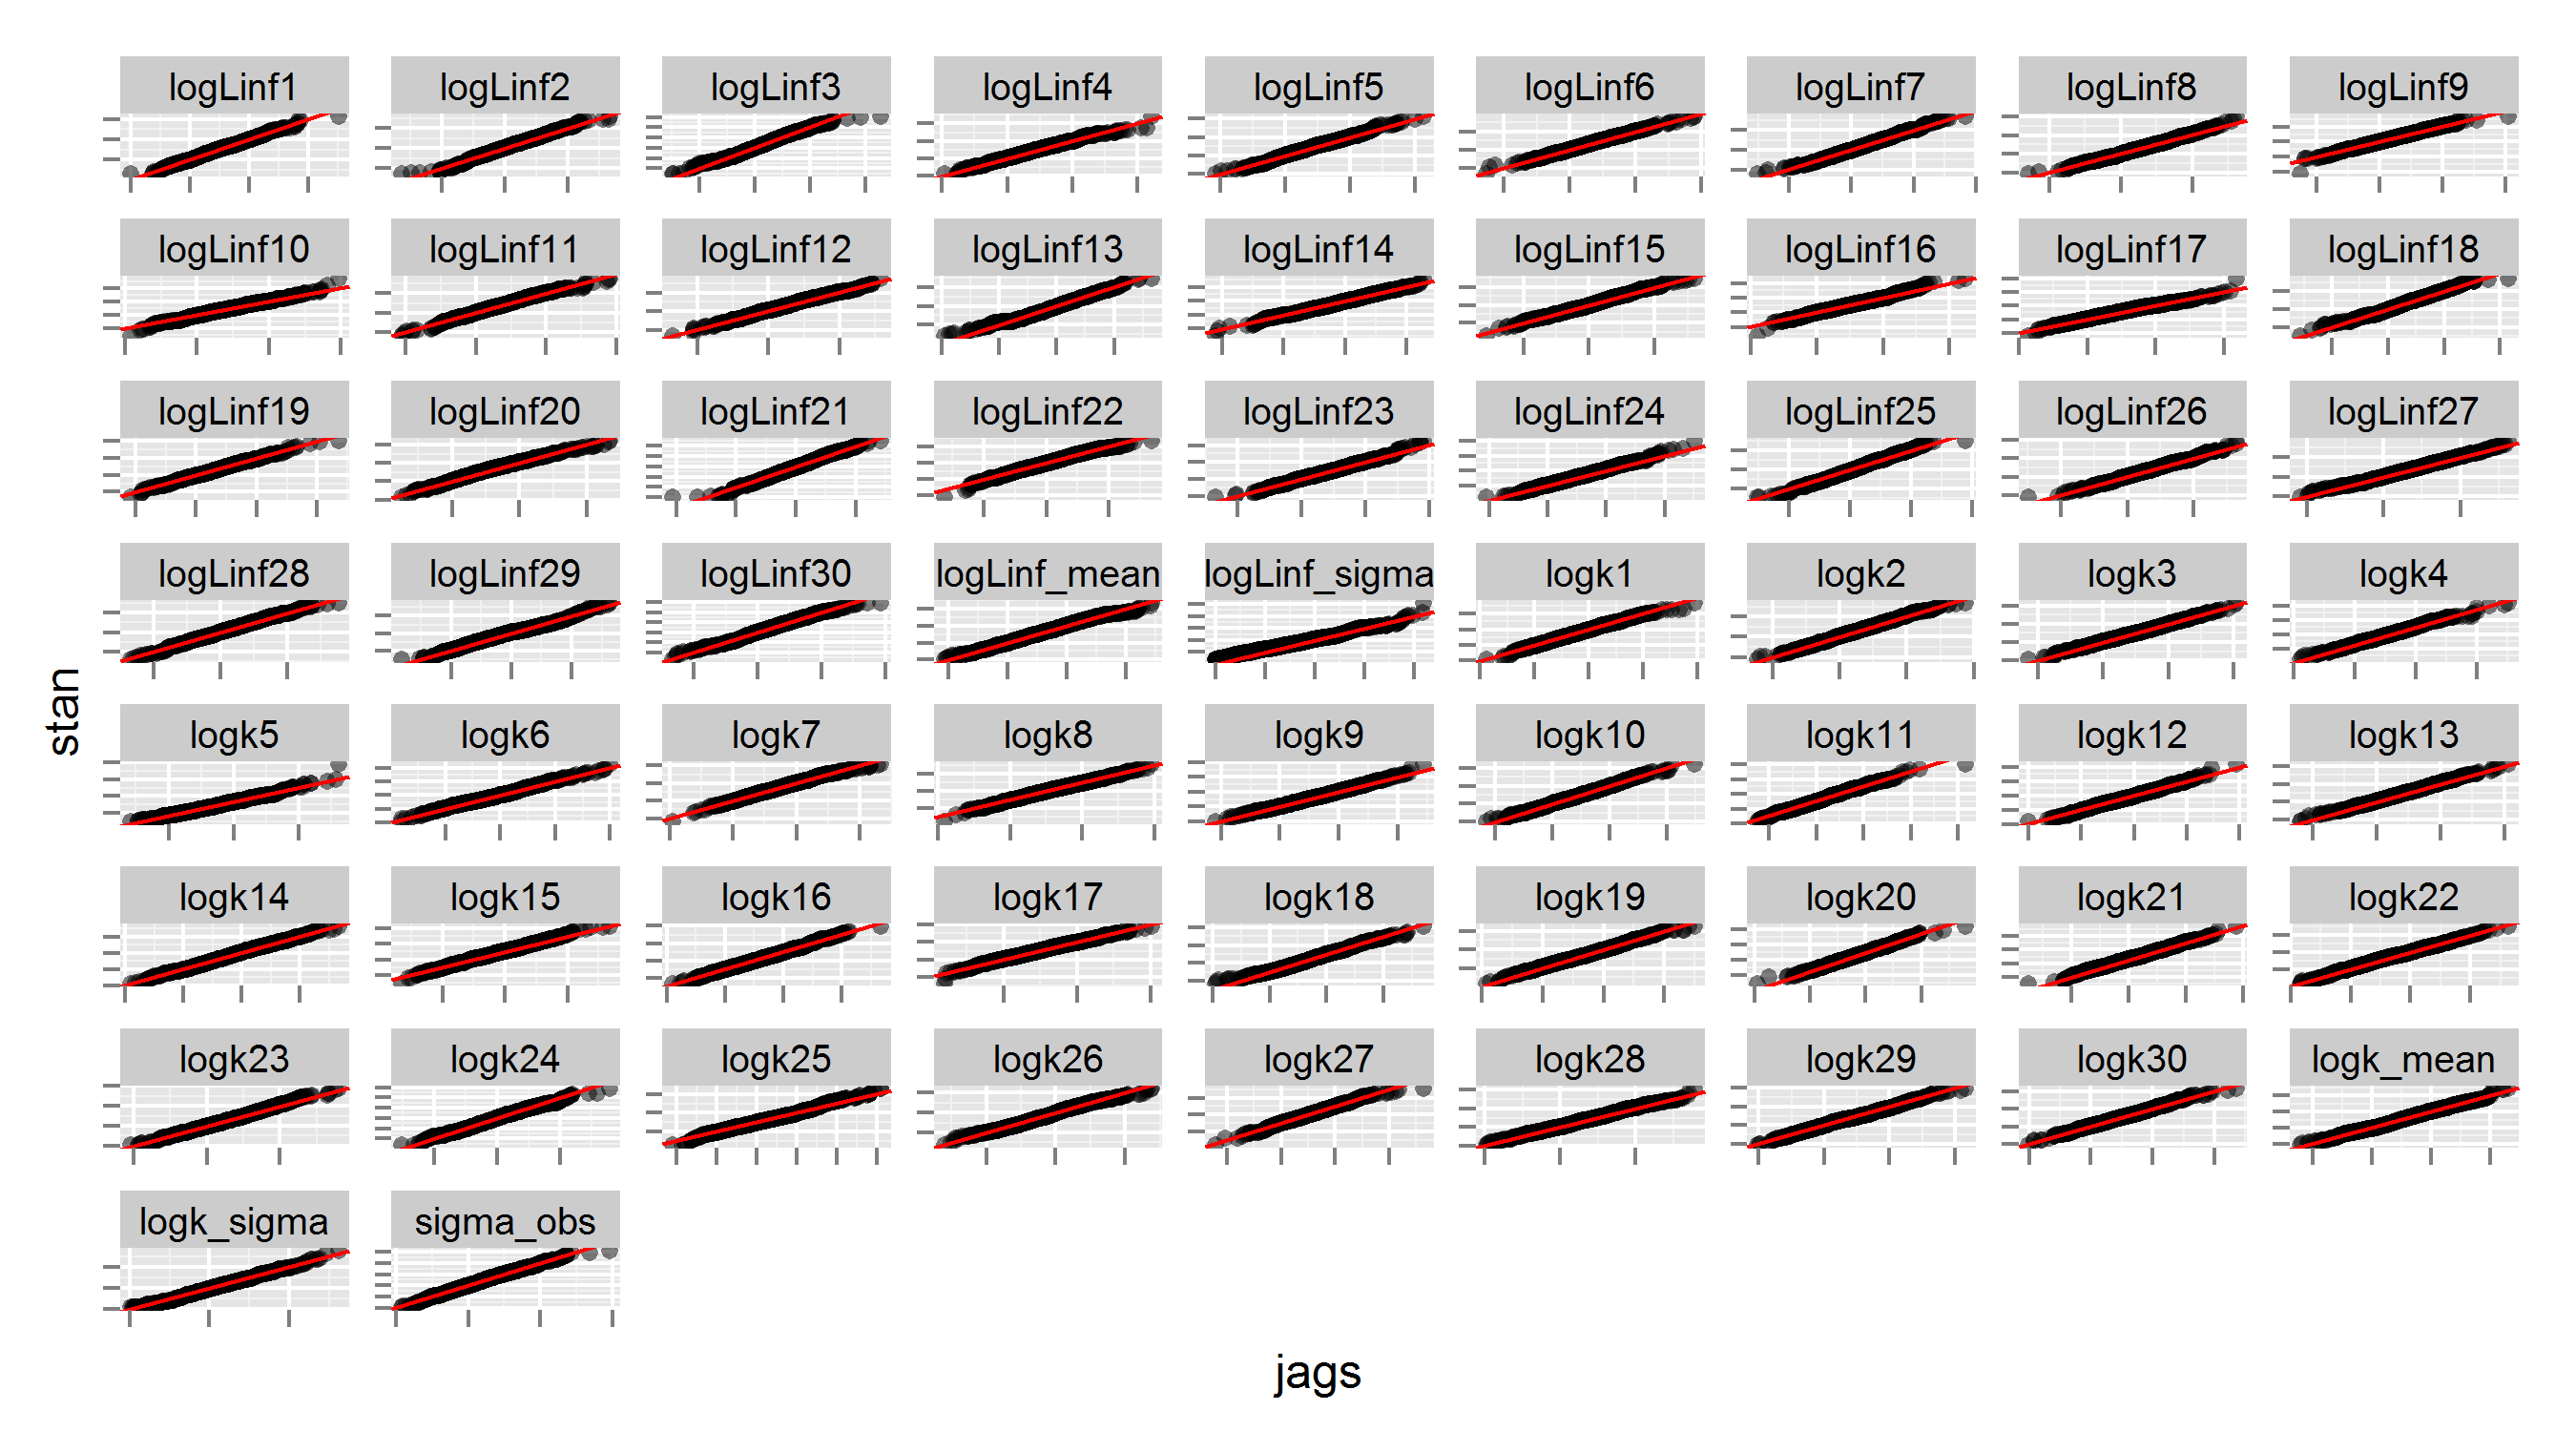 logLinf1 logLinf2 logLinf3 logLinf4 logLinf5 logLinf6 logLinf7 logLinf8 logLinf9
logLinf10 logLinf11 logLinf12 logLinf13 logLinf14 logLinf15 logLinf16 logLinf17 logLinf18
logLinf19 logLinf20 logLinf21 logLinf22 logLinf23 logLinf24 logLinf25 logLinf26 logLinf27
logLinf28 logLinf29 logLinf30 logLinf_mean logLinf_sigma logk1 logk2 logk3 logk4
stan
logk5 logk6 logk7 logk8 logk9 logk10 logk11 logk12 logk13
logk14 logk15 logk16 logk17 logk18 logk19 logk20 logk21 logk22
logk23 logk24 logk25 logk26 logk27 logk28 logk29 logk30 logk_mean
logk_sigma sigma_obs
jags